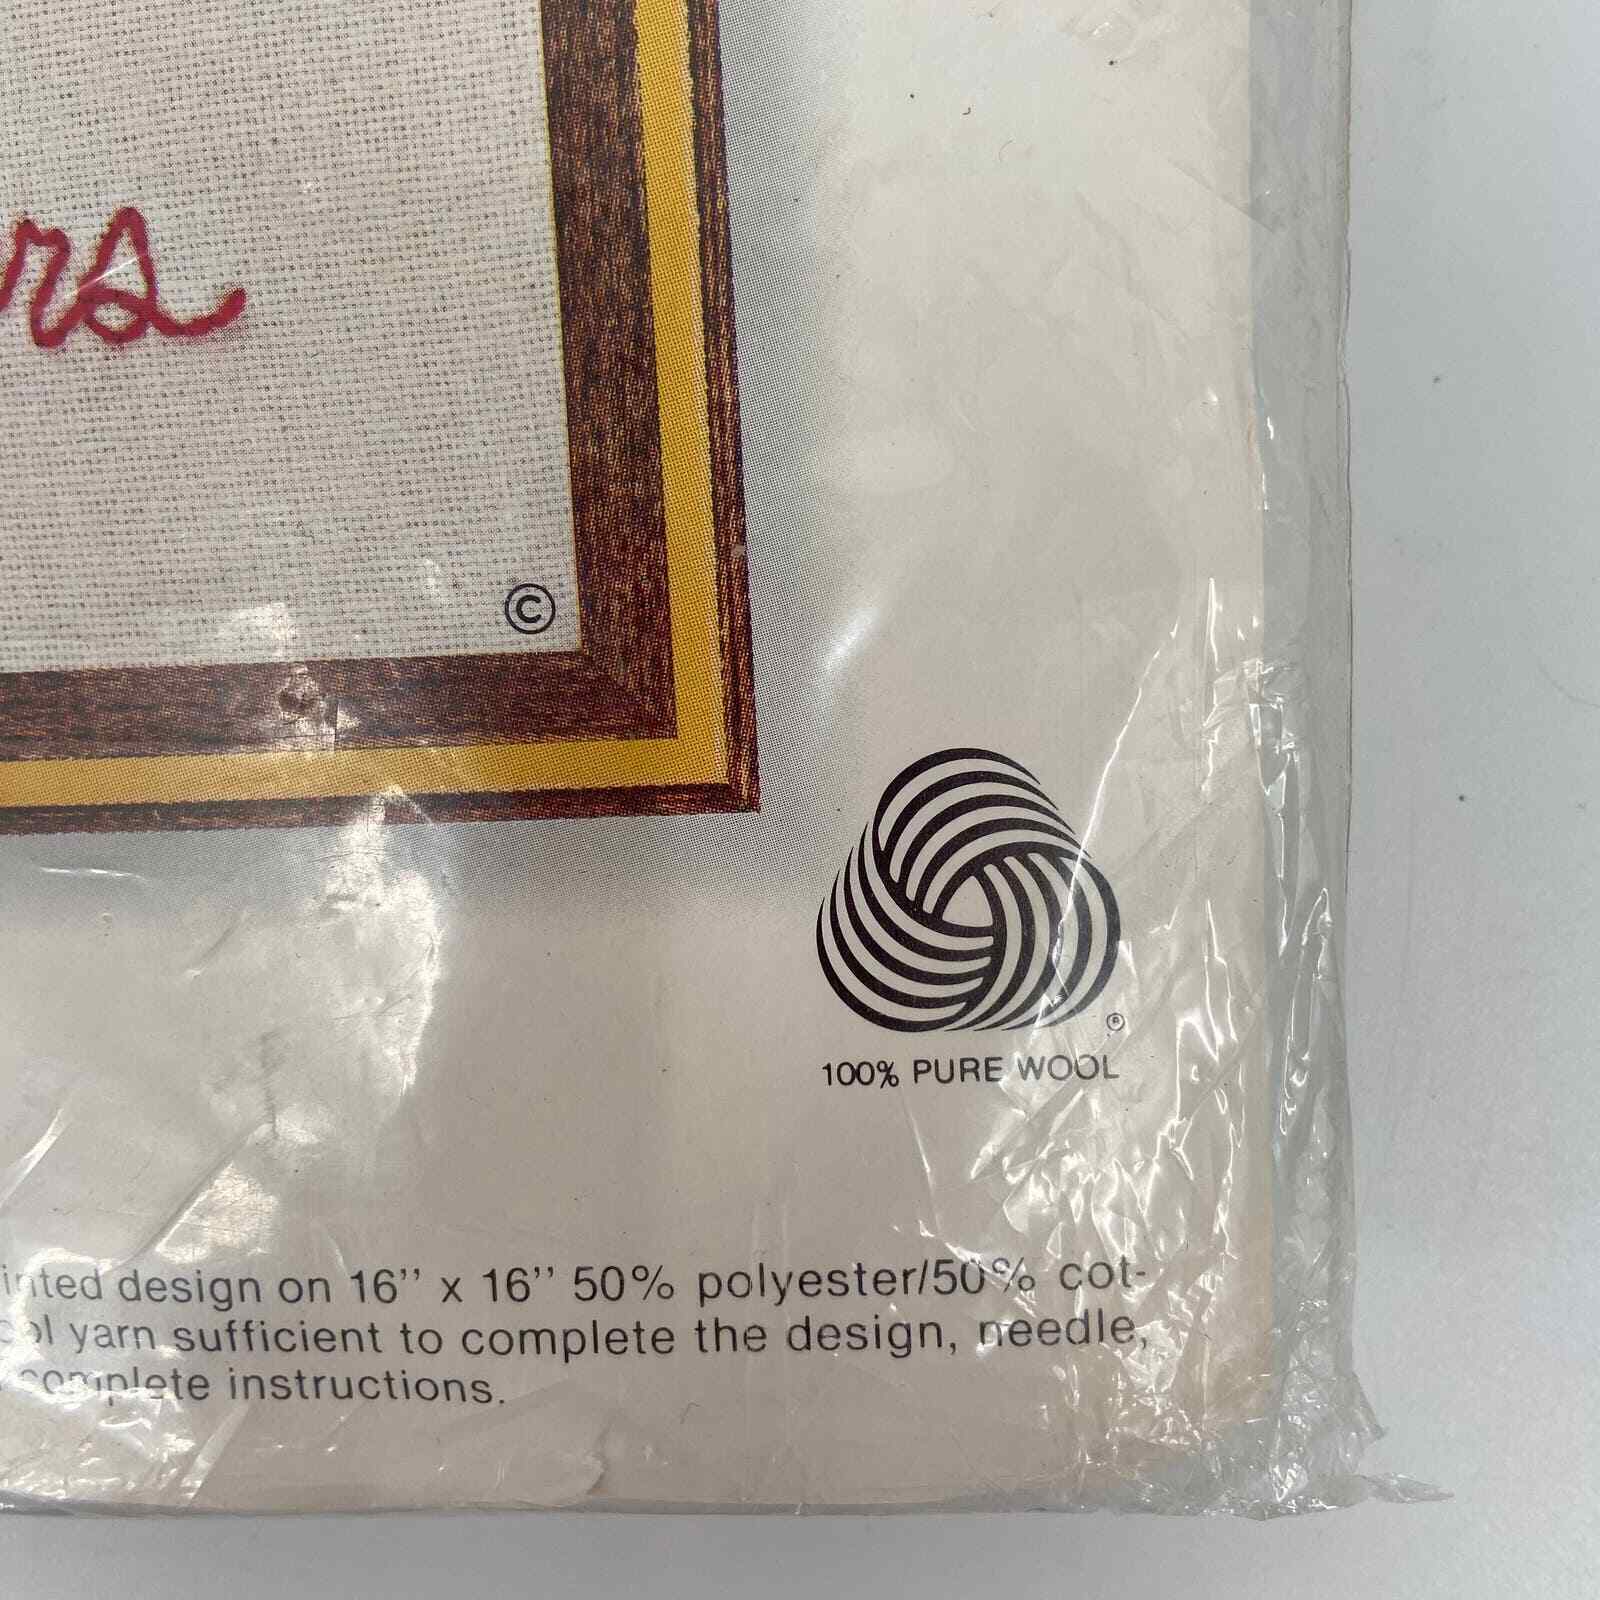 rs
©
®
100% PURE WOOL
inted design on 16" x 16" 50% polyester/50% cot-
ol yarn sufficient to complete the design, needle,
complete instructions.